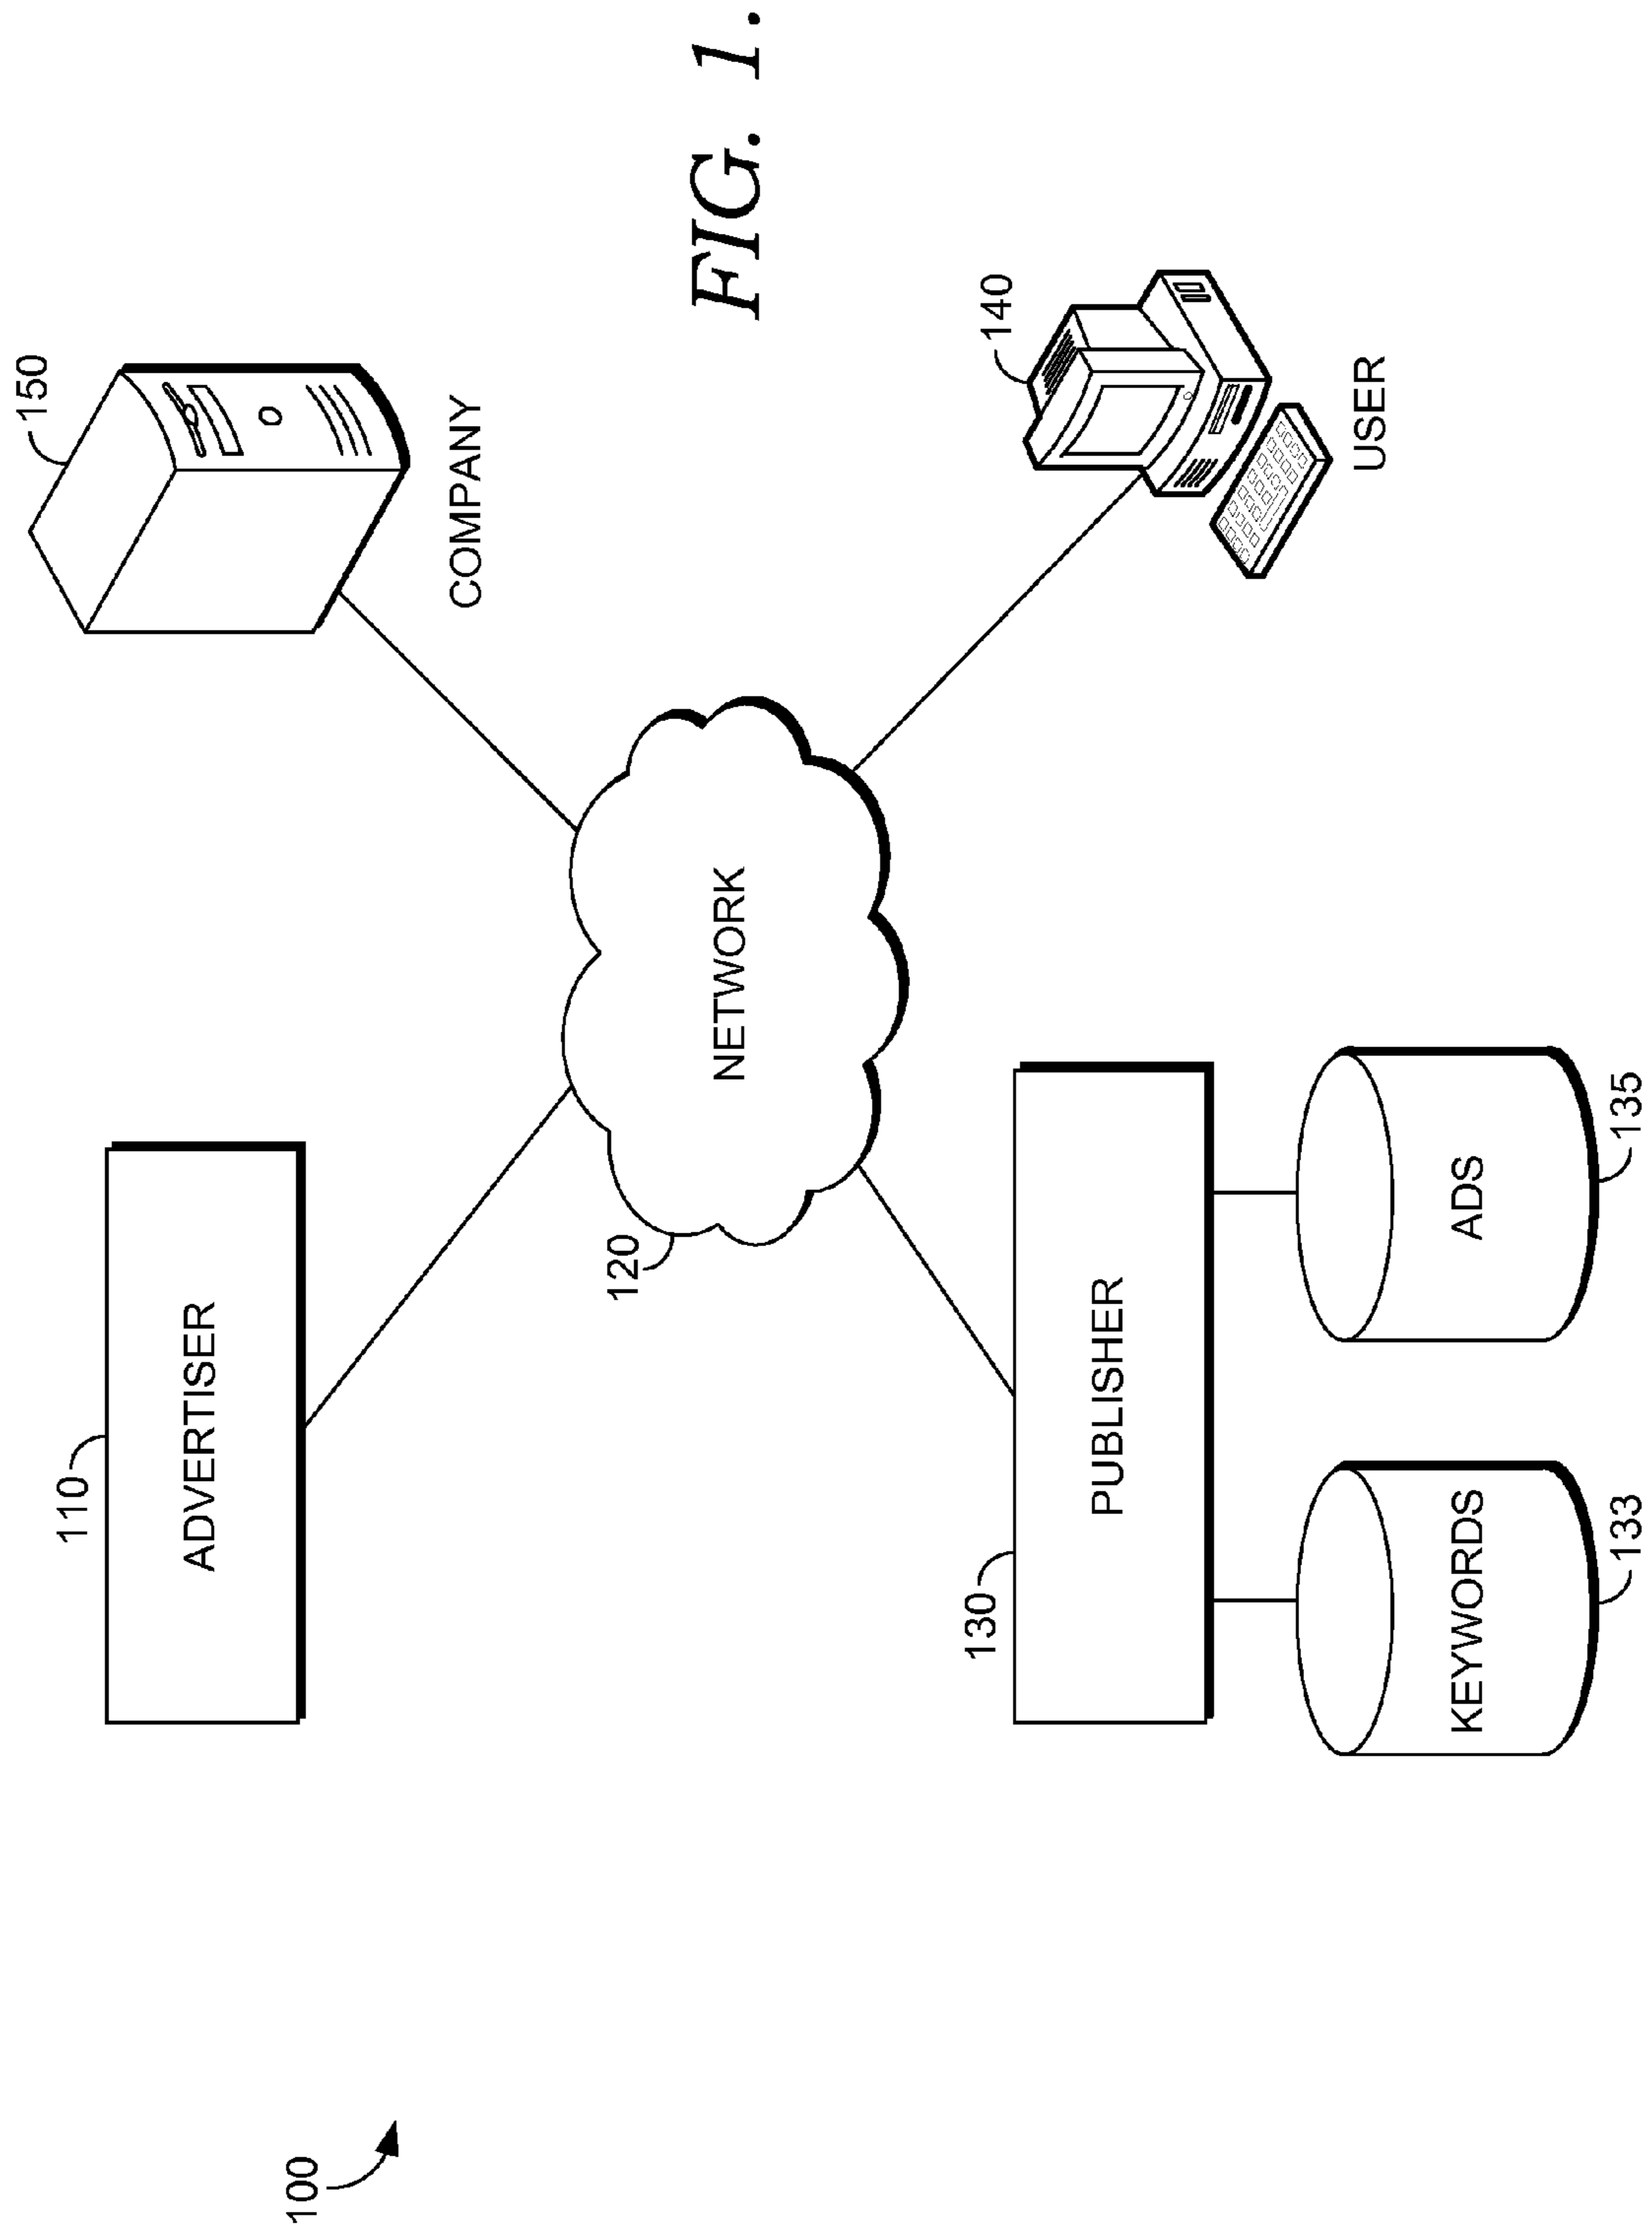 100
110
ADVERTISER
150
COMPANY
120
NETWORK
130
PUBLISHER
140
USER
KEYWORDS
133
ADS
135
FIG. 1.